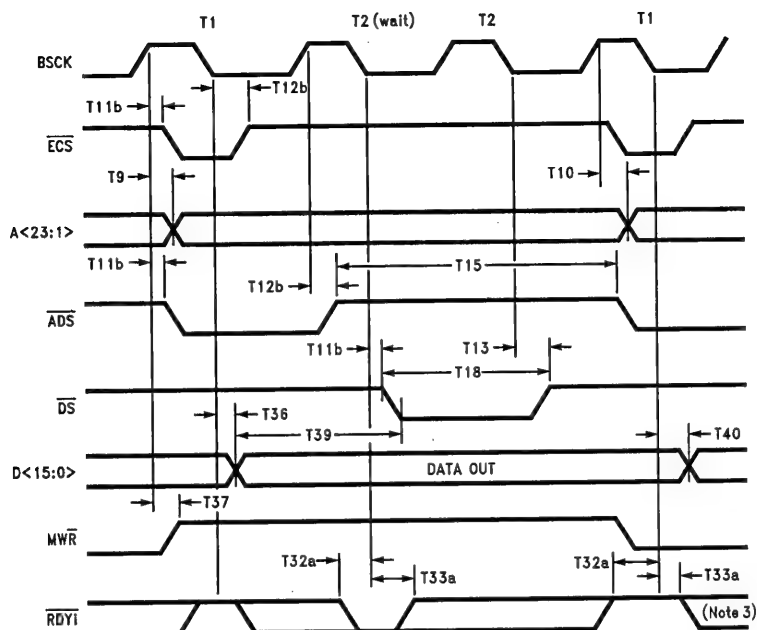 T1 T2 (wait) T2 T1
BSCK
T12b
T11b
ECS
T9 T10
A<23:1>
T11b T15
T12b
ADS
T11b T13
T18
DS
T36
T39 T40
D<15:0> DATA OUT
T37
MWR
T32a T32a
T33a T33a
RDYi (Note 3)